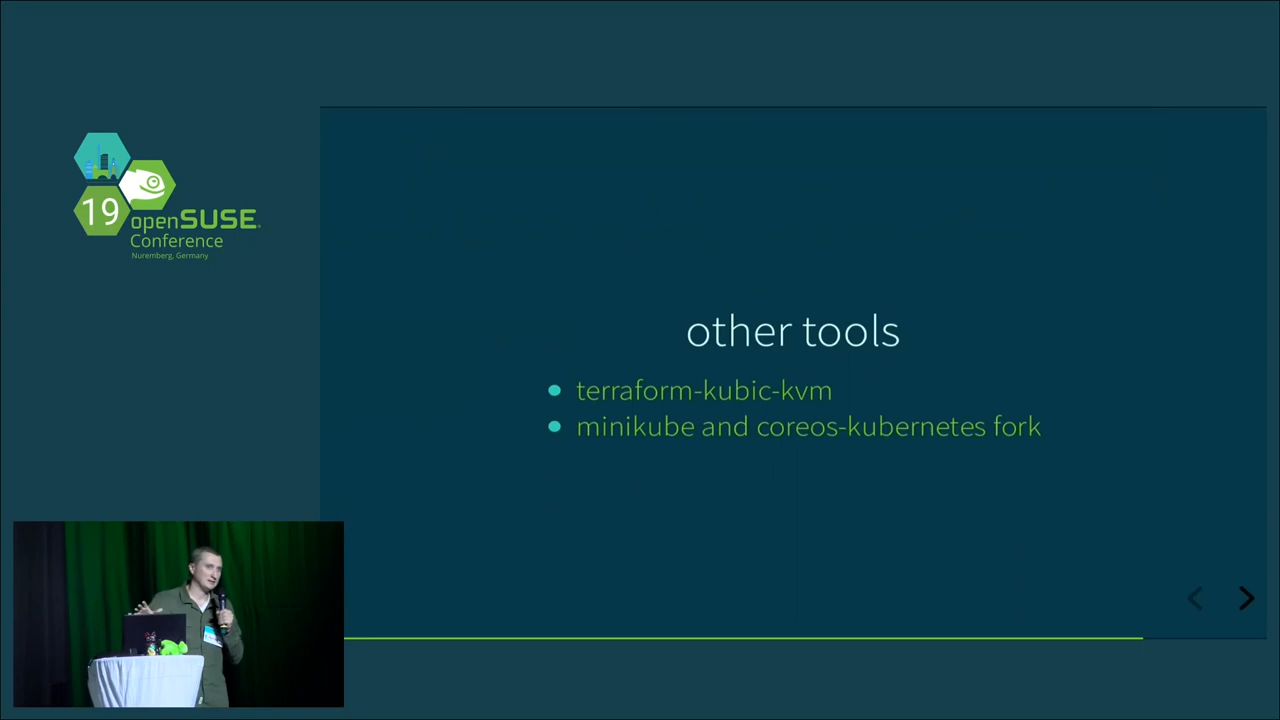 19
openSUSE
Conference
Nuremberg, Germany
other tools
terraform-kubic-kvm
minikube and coreos-kubernetes fork